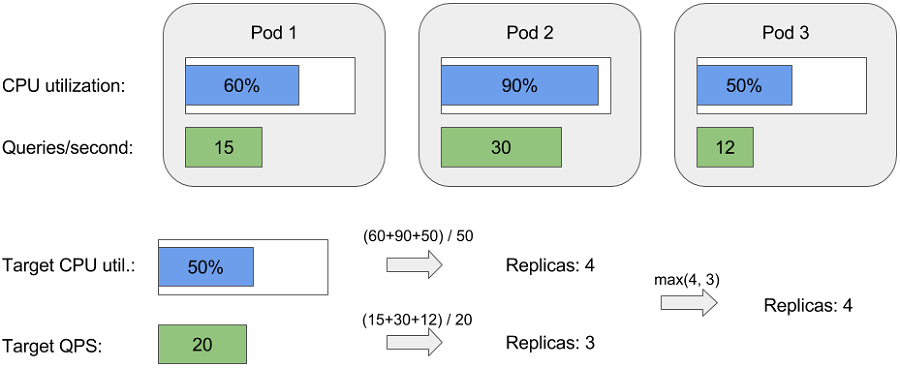 Pod 1
Pod 2
Pod 3
CPU utilization:
60%
90%
50%
Queries/second:
15
30
12
Target CPU util.:
50%
(60+90+50) / 50
Replicas: 4
max(4, 3)
Replicas: 4
Target QPS:
20
(15+30+12) / 20
Replicas: 3